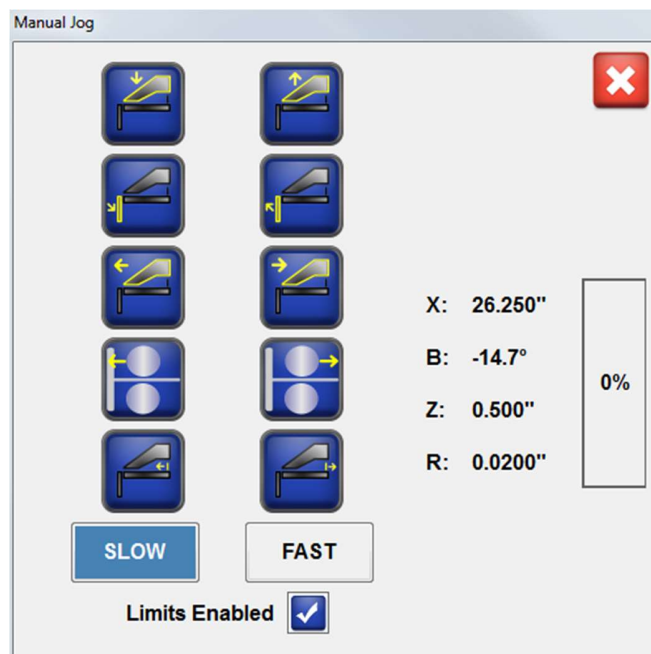 Manual Jog
X: 26.250"
B: -14.7°
Z: 0.500"
R: 0.0200"
0%
SLOW
FAST
Limits Enabled